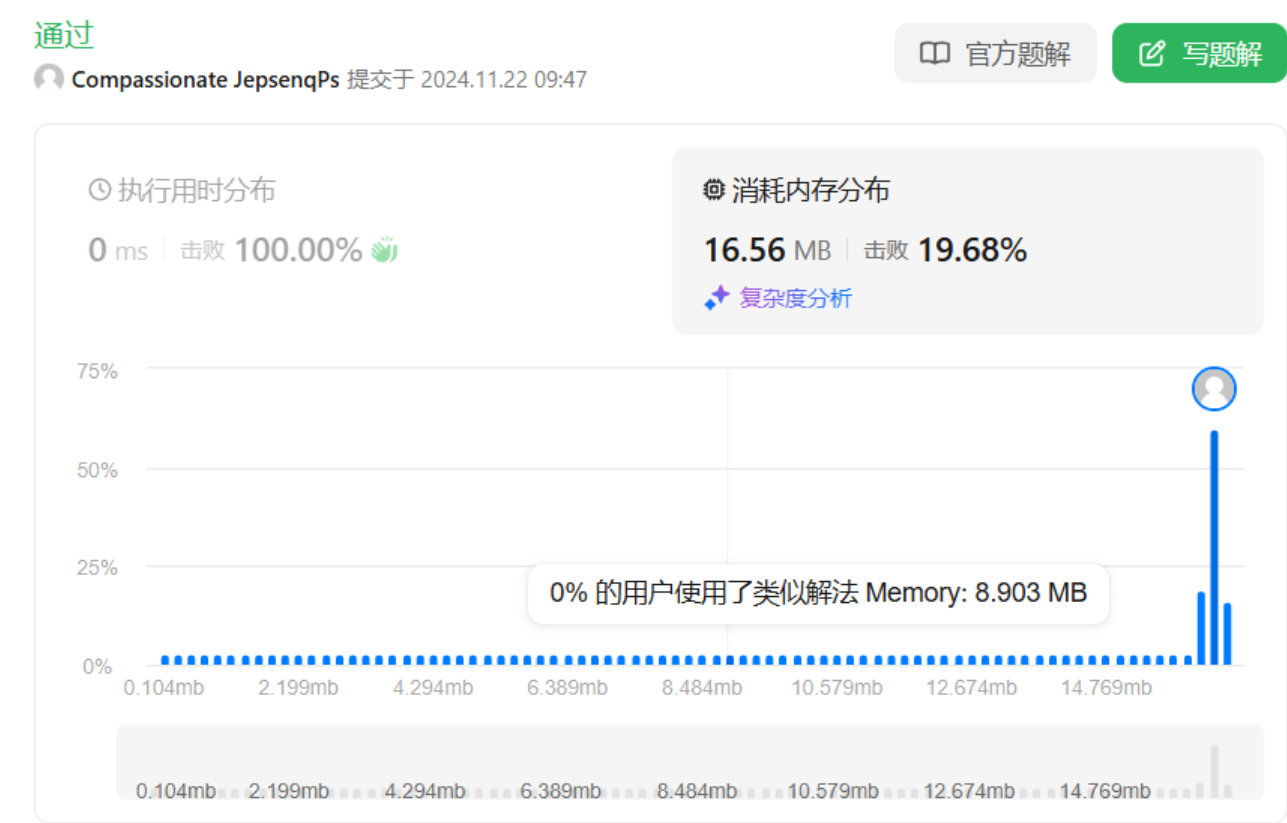 通过
官方题解
写题解
Compassionate JepsenqPs 提交于 2024.11.22 09:47
执行用时分布
0 ms 击败 100.00%
消耗内存分布
16.56 MB 击败 19.68%
复杂度分析
75%
50%
25%
0% 的用户使用了类似解法 Memory: 8.903 MB
0%
0.104mb 2.199mb 4.294mb 6.389mb 8.484mb 10.579mb 12.674mb 14.769mb
0.104mb 2.199mb 4.294mb 6.389mb 8.484mb 10.579mb 12.674mb 14.769mb